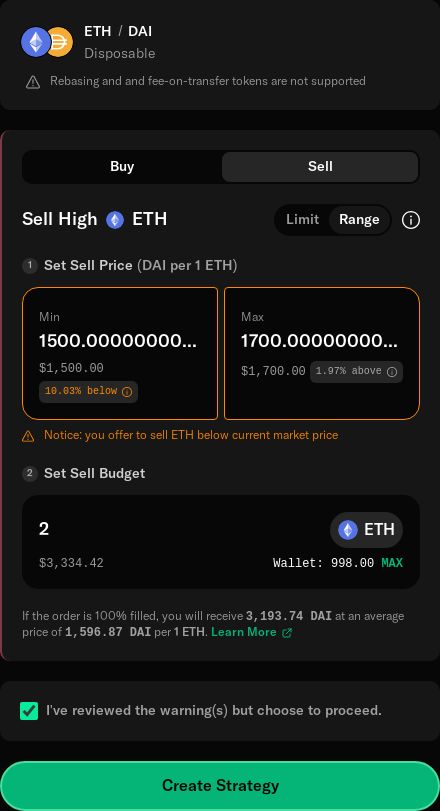 ETH / DAI
Disposable
Rebasing and and fee-on-transfer tokens are not supported
Buy
Sell
Sell High ETH
Limit
Range
1 Set Sell Price (DAI per 1 ETH)
Min
1500.00000000...
$1,500.00
10.03% below
Max
1700.00000000...
$1,700.00 1.97% above
Notice: you offer to sell ETH below current market price
2 Set Sell Budget
2
ETH
$3,334.42
Wallet: 998.00 MAX
If the order is 100% filled, you will receive 3,193.74 DAI at an average
price of 1,596.87 DAI per 1 ETH. Learn More
I've reviewed the warning(s) but choose to proceed.
Create Strategy